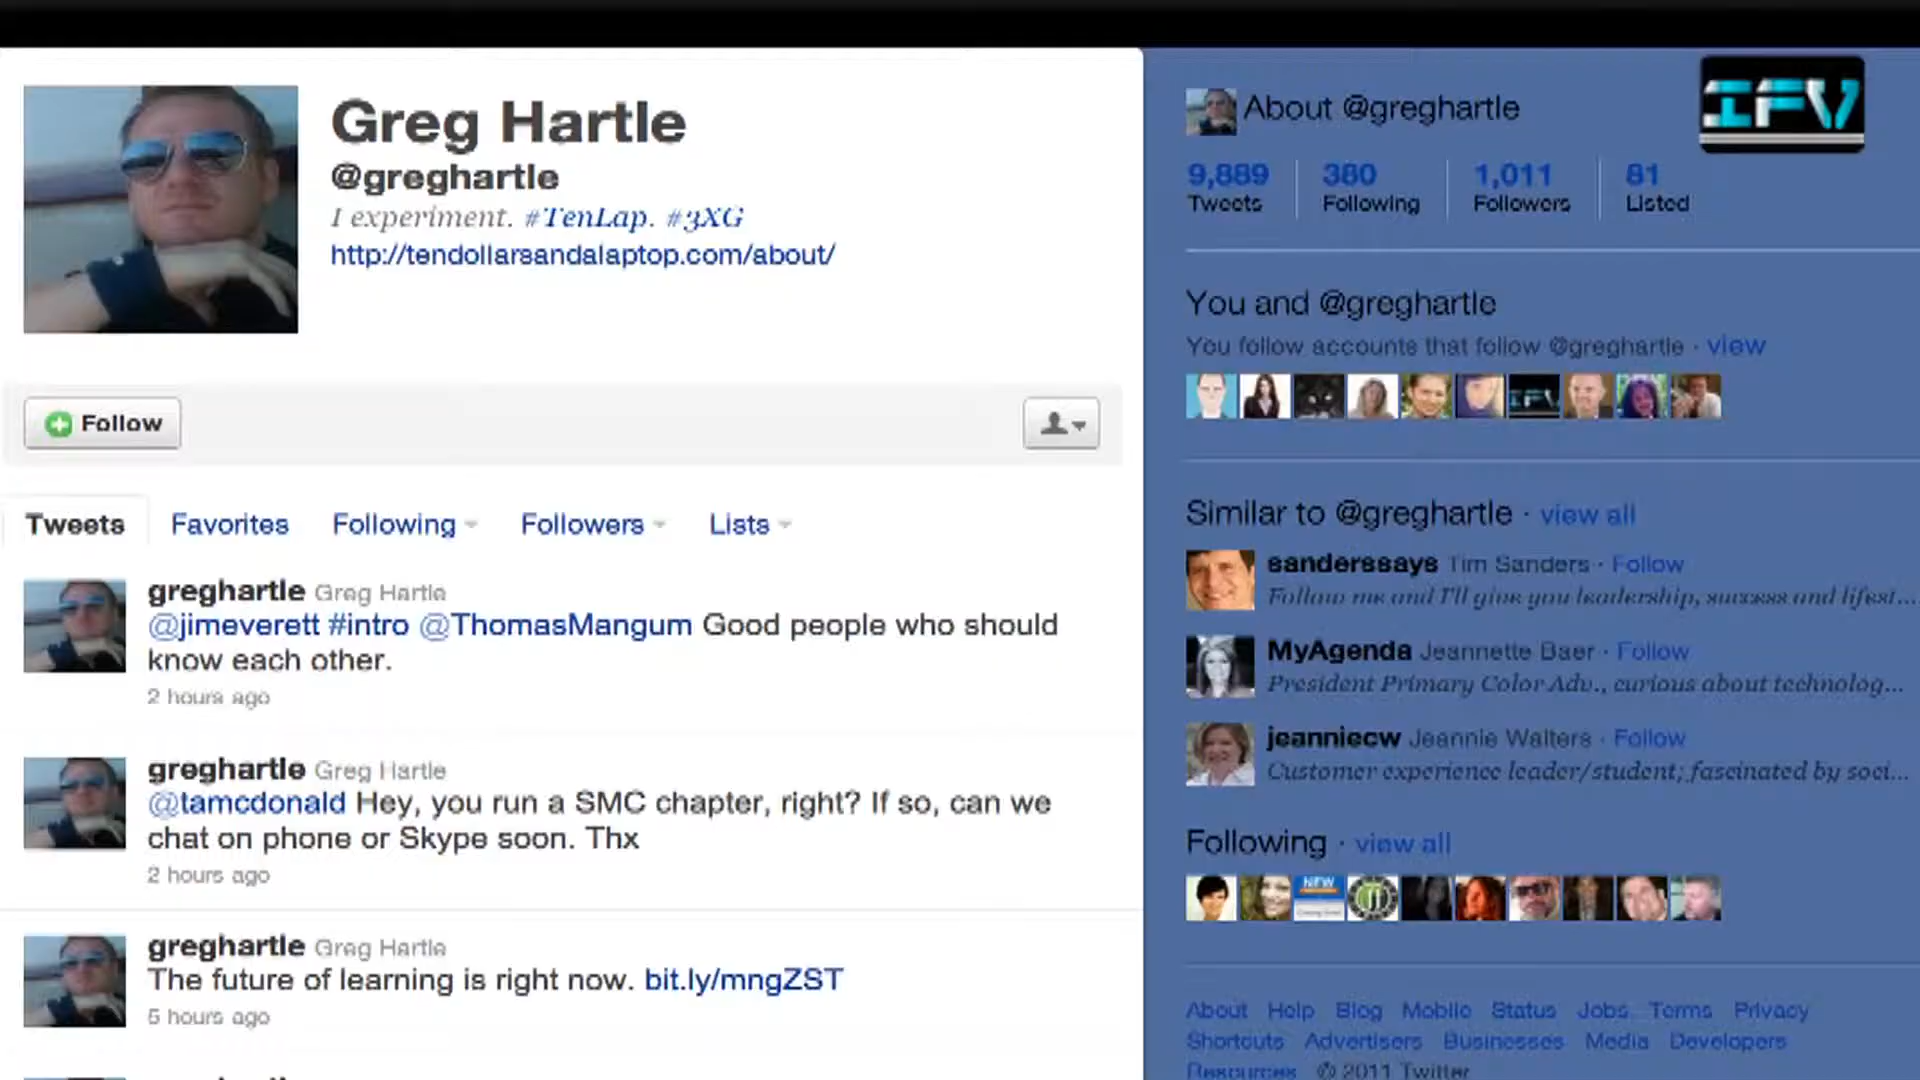 Greg Hartle
@greghartle
I experiment. #TenLap. #3XG
http://tendollarsandalaptop.com/about/
Follow
Tweets Favorites Following Followers Lists
greghartle Greg Hartle
@jimeverett #intro @ThomasMangum Good people who should
know each other.
2 hours ago
greghartle Greg Hartle
@tamcdonald Hey, you run a SMC chapter, right? If so, can we
chat on phone or Skype soon. Thx
2 hours ago
greghartle Greg Hartle
The future of learning is right now. bit.ly/mngZST
5 hours ago
About @greghartle
IFV
9,889 380 1,011 81
Tweets Following Followers Listed
You and @greghartle
You follow accounts that follow @greghartle · view
Similar to @greghartle · view all
sanderssays Tim Sanders · Follow
Follow me and I'll give you leadership, success and lifest...
MyAgenda Jeannette Baer · Follow
President Primary Color Adv., curious about technolog...
jeanniecw Jeannie Walters · Follow
Customer experience leader/student; fascinated by soci...
Following · view all
NEW
About Help Blog Mobile Status Jobs Terms Privacy
Shortcuts Advertisers Businesses Media Developers
Resources © 2011 Twitter